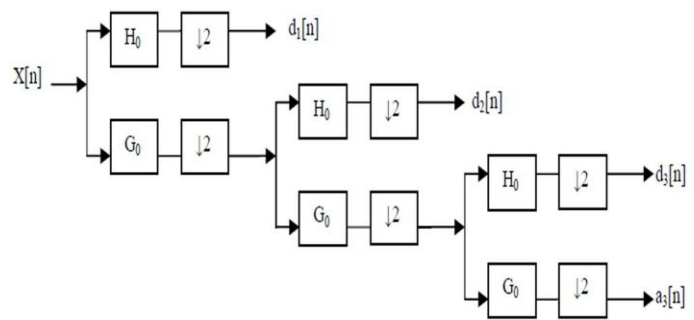 H₀ ↓2 d₁[n]
X[n]
G₀ ↓2 H₀ ↓2 d₂[n]
G₀ ↓2 H₀ ↓2 d₃[n]
G₀ ↓2 a₃[n]